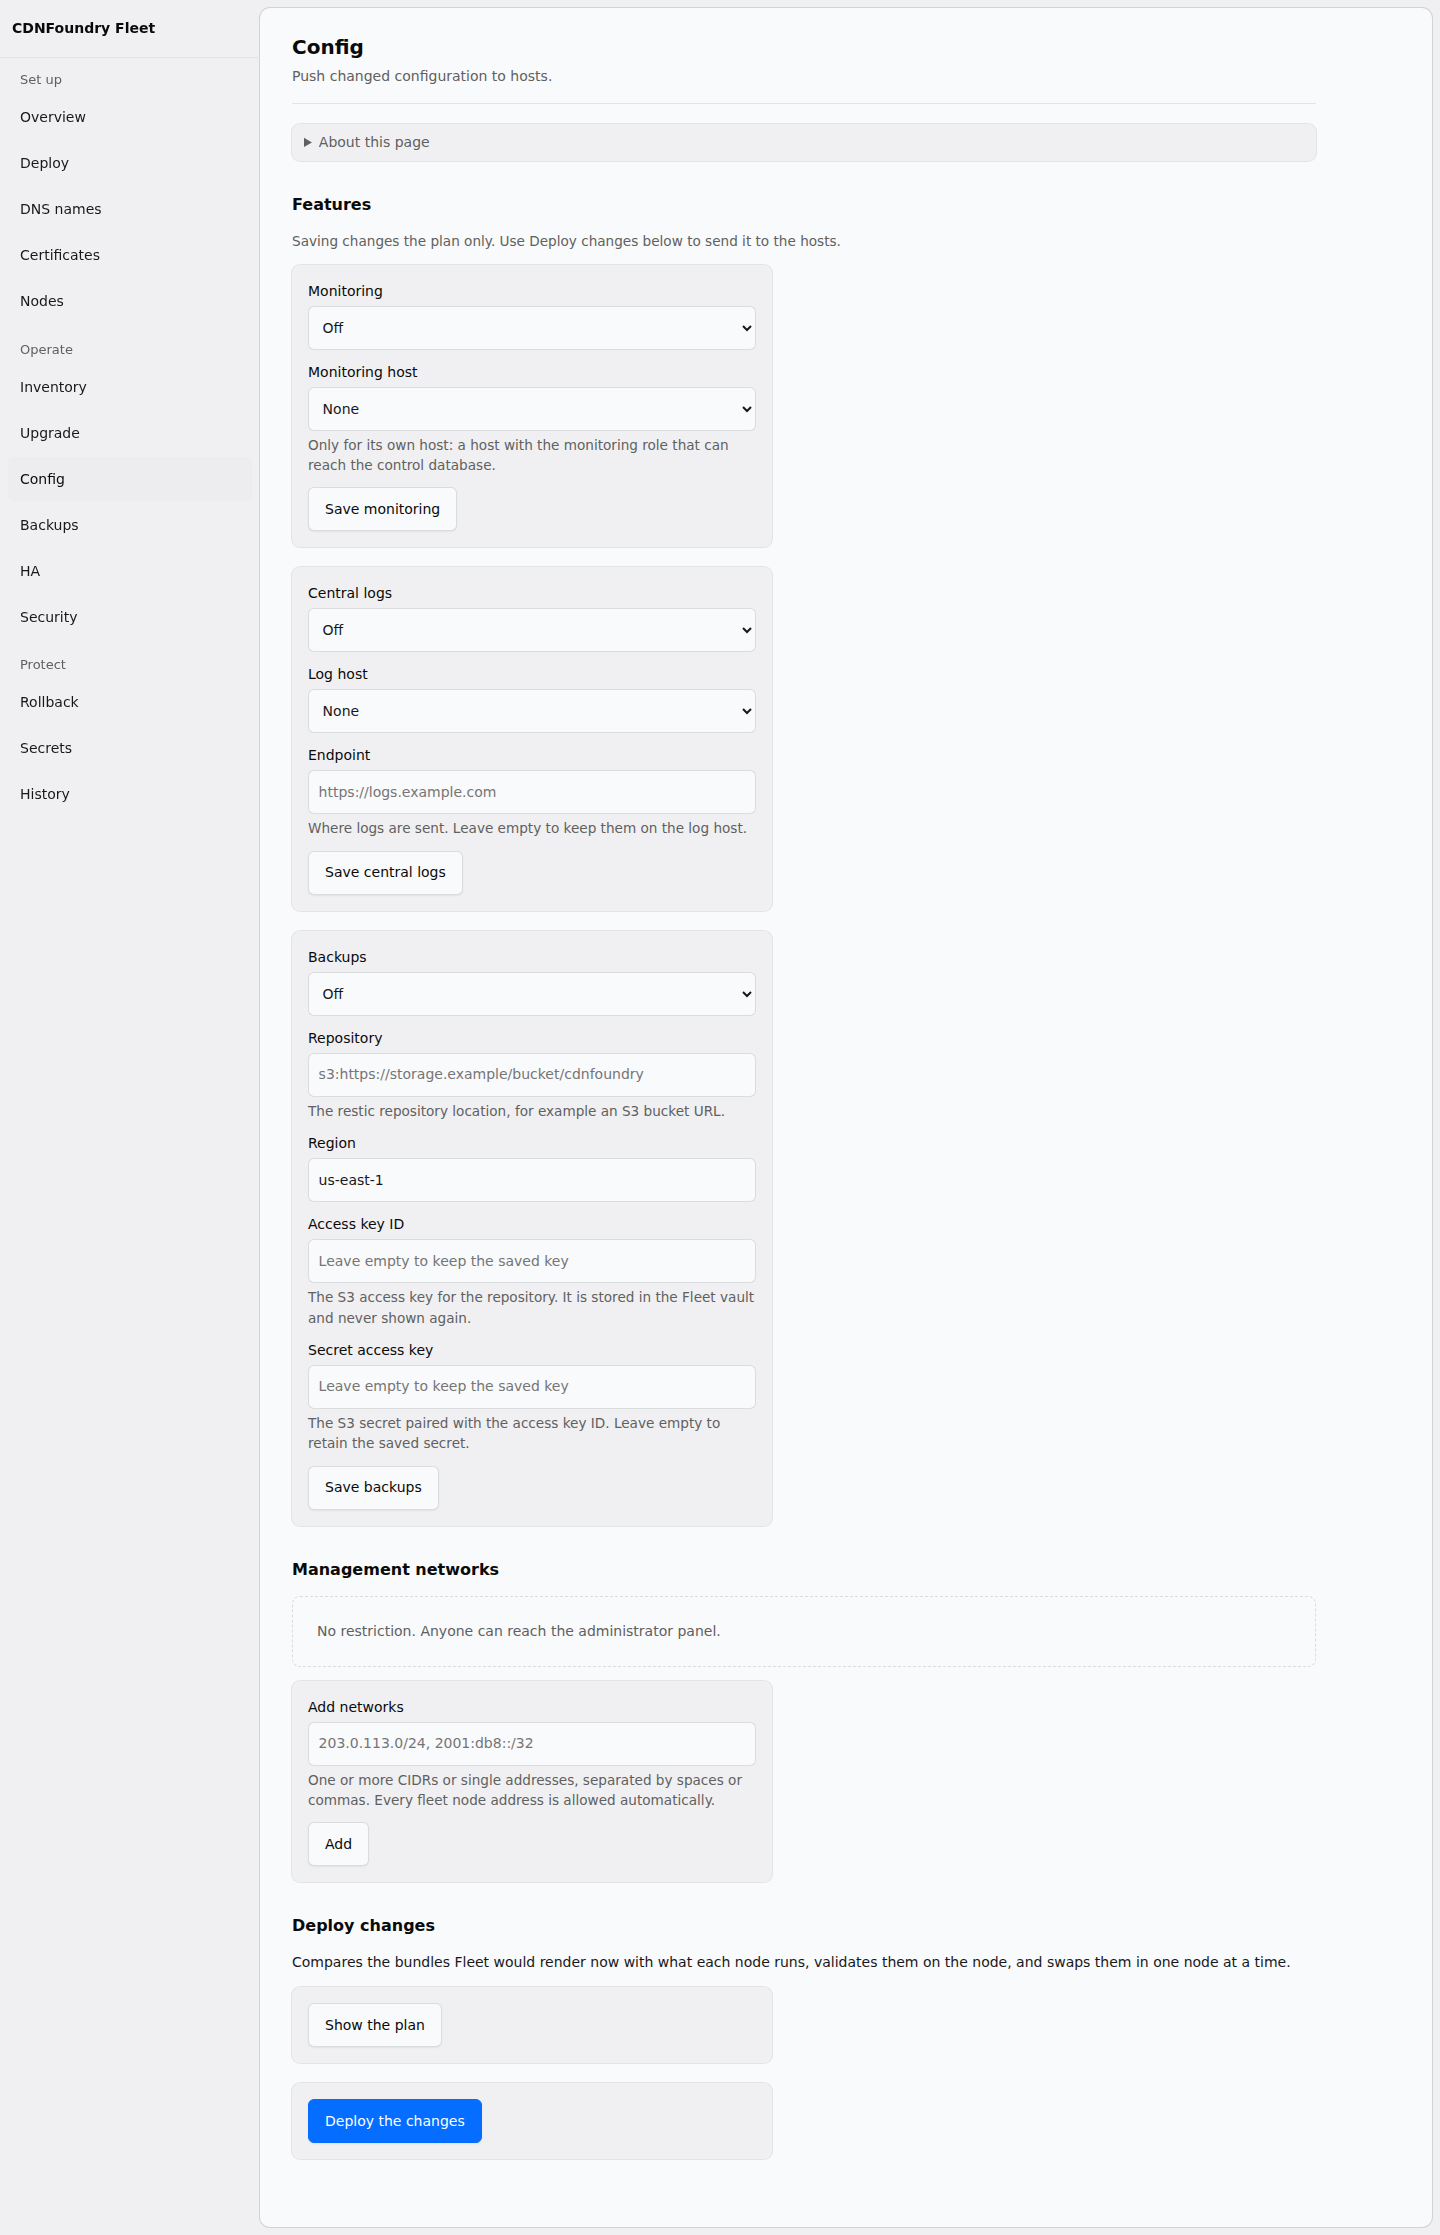 CDNFoundry Fleet
Set up
Overview
Deploy
DNS names
Certificates
Nodes
Operate
Inventory
Upgrade
Config
Backups
HA
Security
Protect
Rollback
Secrets
History
Config
Push changed configuration to hosts.
About this page
Features
Saving changes the plan only. Use Deploy changes below to send it to the hosts.
Monitoring
Off
Monitoring host
None
Only for its own host: a host with the monitoring role that can
reach the control database.
Save monitoring
Central logs
Off
Log host
None
Endpoint
https://logs.example.com
Where logs are sent. Leave empty to keep them on the log host.
Save central logs
Backups
Off
Repository
s3:https://storage.example/bucket/cdnfoundry
The restic repository location, for example an S3 bucket URL.
Region
us-east-1
Access key ID
Leave empty to keep the saved key
The S3 access key for the repository. It is stored in the Fleet vault
and never shown again.
Secret access key
Leave empty to keep the saved key
The S3 secret paired with the access key ID. Leave empty to
retain the saved secret.
Save backups
Management networks
No restriction. Anyone can reach the administrator panel.
Add networks
203.0.113.0/24, 2001:db8::/32
One or more CIDRs or single addresses, separated by spaces or
commas. Every fleet node address is allowed automatically.
Add
Deploy changes
Compares the bundles Fleet would render now with what each node runs, validates them on the node, and swaps them in one node at a time.
Show the plan
Deploy the changes